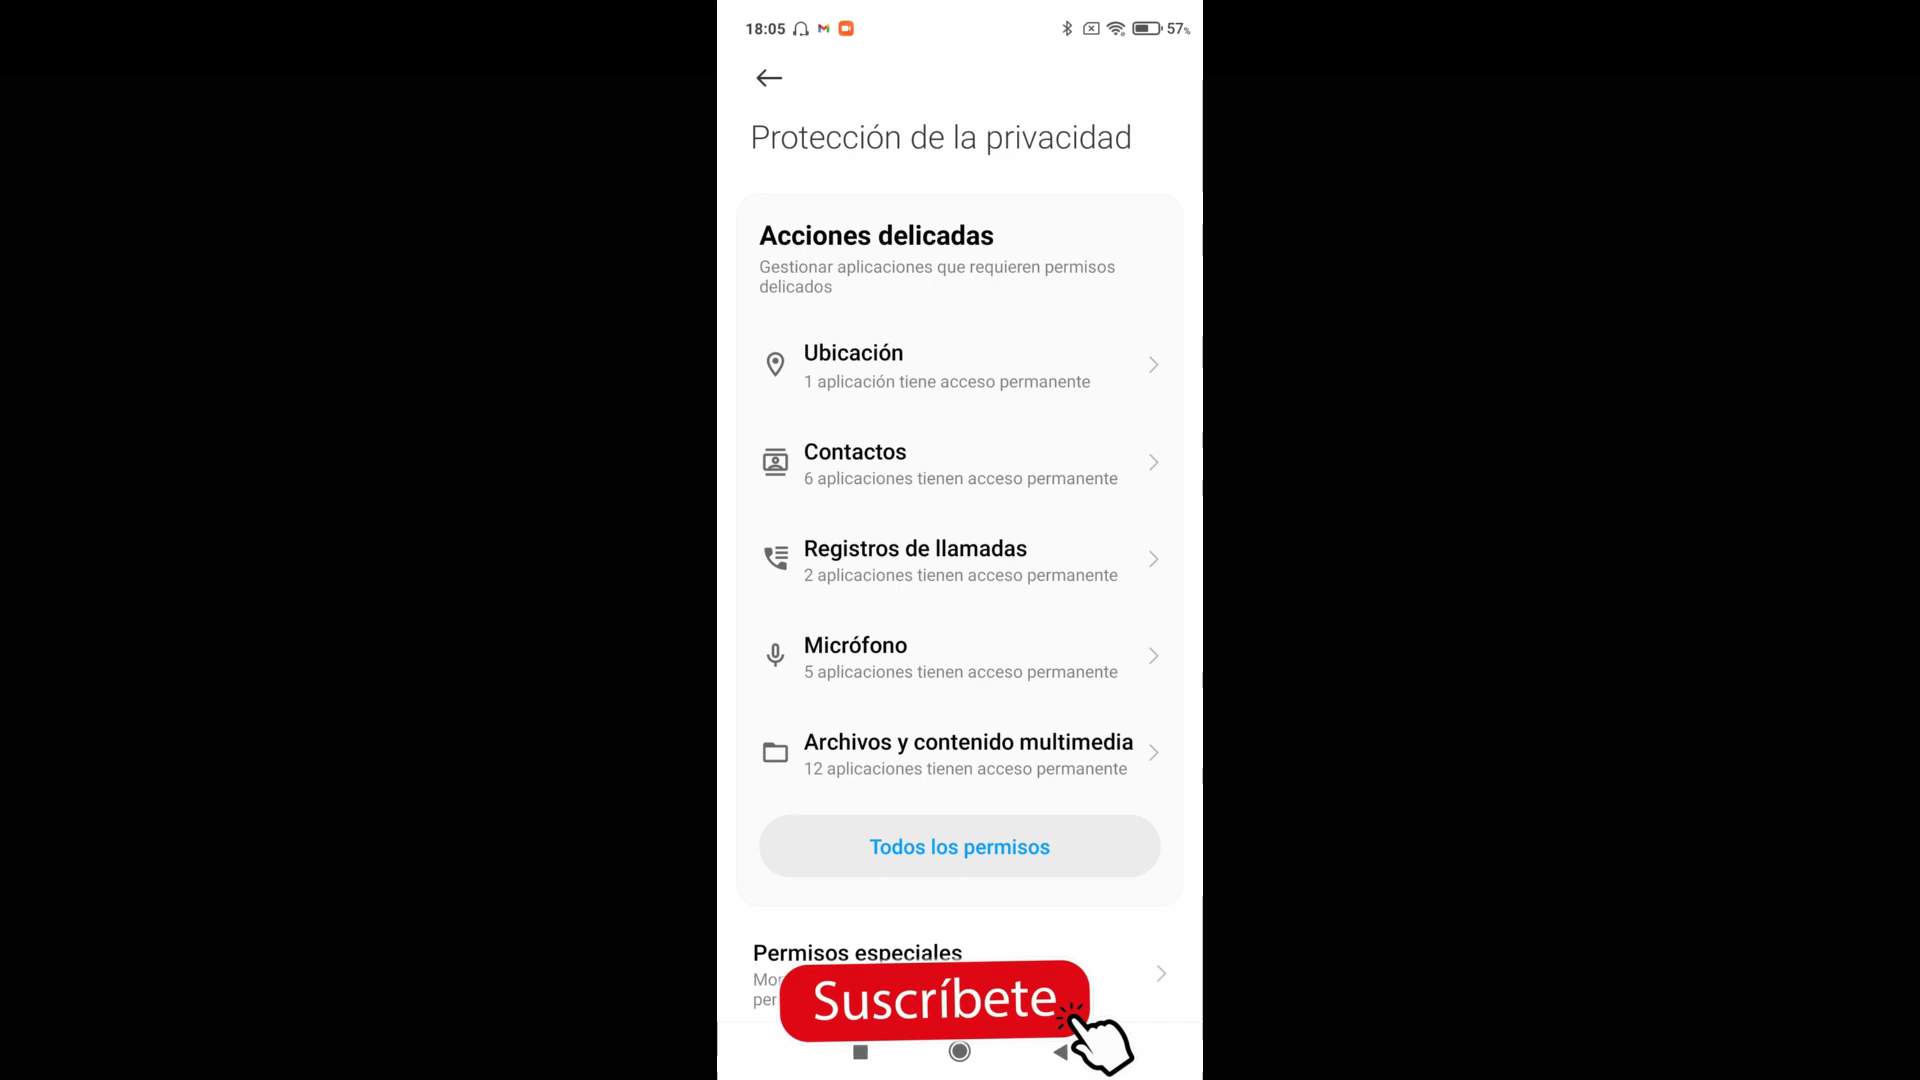 18:05 57%
Protección de la privacidad
Acciones delicadas
Gestionar aplicaciones que requieren permisos
delicados
Ubicación
1 aplicación tiene acceso permanente
Contactos
6 aplicaciones tienen acceso permanente
Registros de llamadas
2 aplicaciones tienen acceso permanente
Micrófono
5 aplicaciones tienen acceso permanente
Archivos y contenido multimedia
12 aplicaciones tienen acceso permanente
Todos los permisos
Permisos especiales
Suscríbete